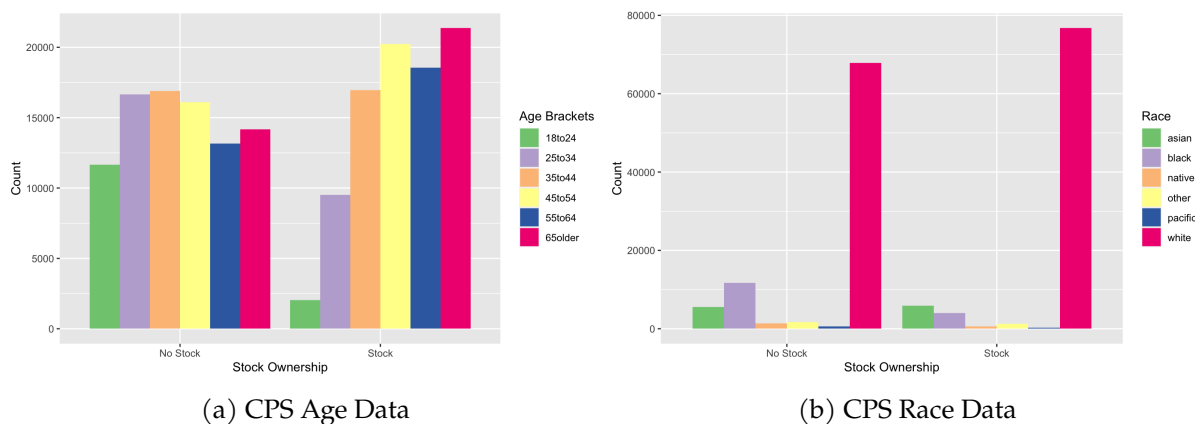 20000
15000
10000
5000
0
Count
No Stock
Stock
Stock Ownership
Age Brackets
18to24
25to34
35to44
45to54
55to64
65older
(a) CPS Age Data
80000
60000
40000
20000
0
Count
No Stock
Stock
Stock Ownership
Race
asian
black
native
other
pacific
white
(b) CPS Race Data